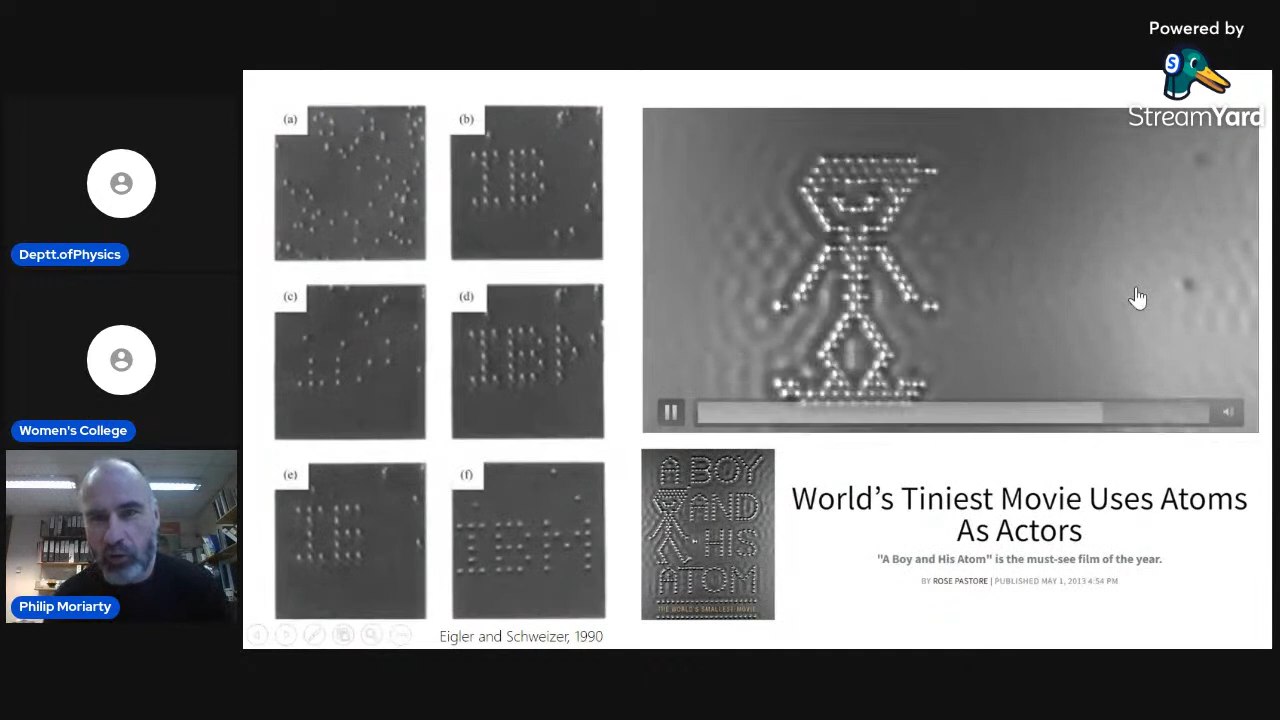 Powered by
StreamYard
Deptt.ofPhysics
Women's College
Philip Moriarty
(a)
(b)
(c)
(d)
(e)
(f)
IBM
Eigler and Schweizer, 1990
A BOY
AND
HIS
ATOM
THE WORLD'S SMALLEST MOVIE
World's Tiniest Movie Uses Atoms
As Actors
"A Boy and His Atom" is the must-see film of the year.
BY ROSE PASTORE | PUBLISHED MAY 1, 2013 4:54 PM